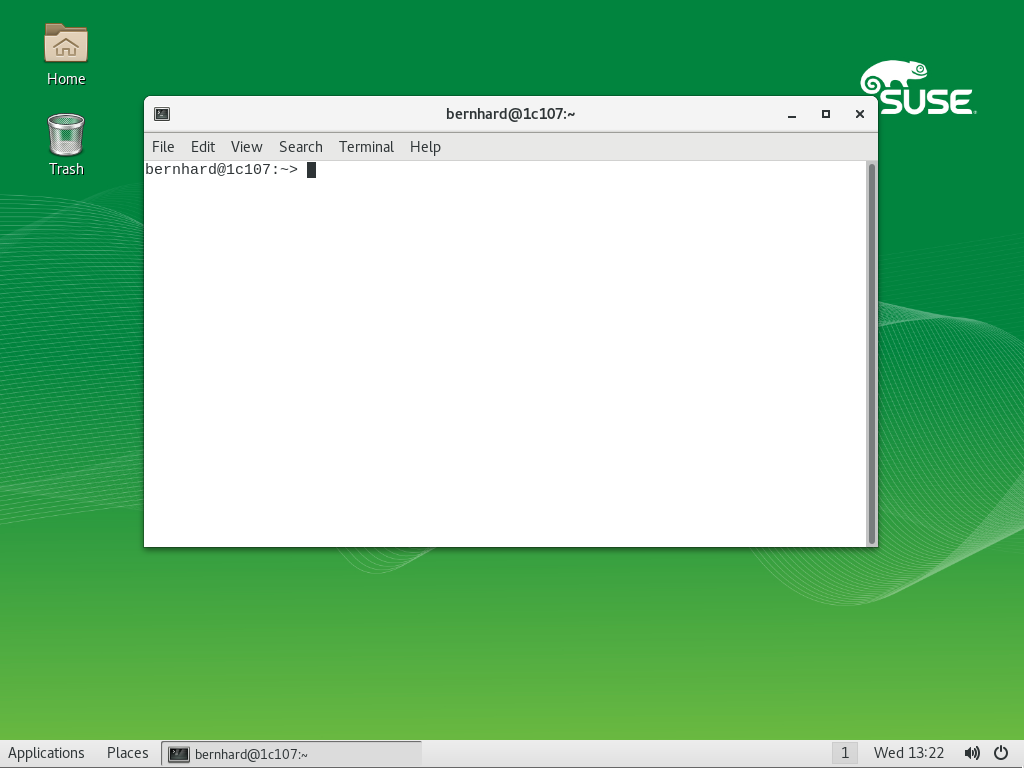 Home
SUSE
bernhard@1c107:~
File Edit View Search Terminal Help
bernhard@1c107:~>
Trash
Applications Places bernhard@1c107:~ 1 Wed 13:22